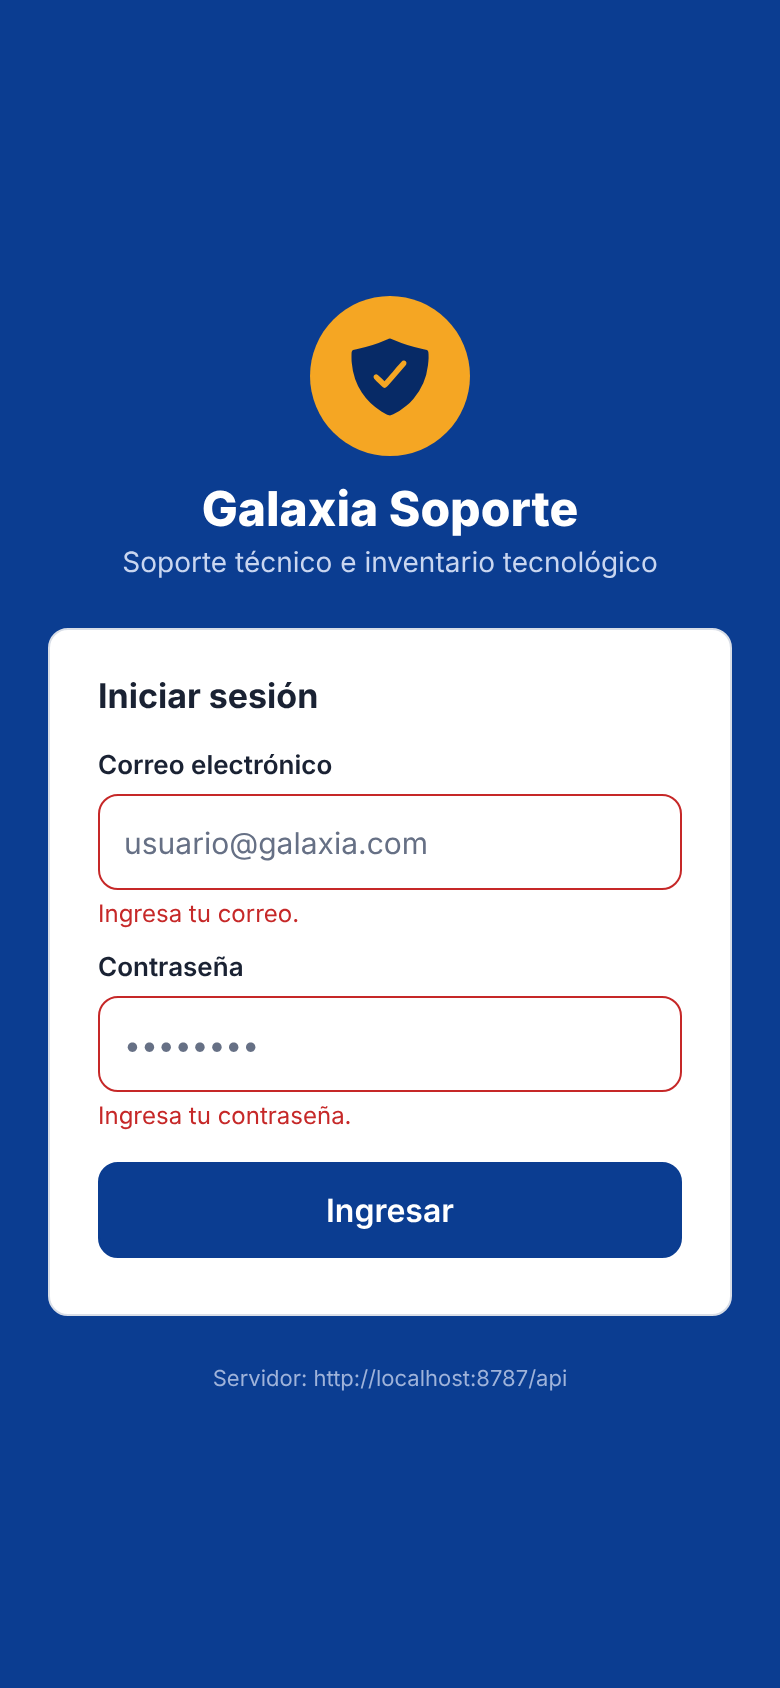 Galaxia Soporte
Soporte técnico e inventario tecnológico
Iniciar sesión
Correo electrónico
usuario@galaxia.com
Ingresa tu correo.
Contraseña
••••••••
Ingresa tu contraseña.
Ingresar
Servidor: http://localhost:8787/api